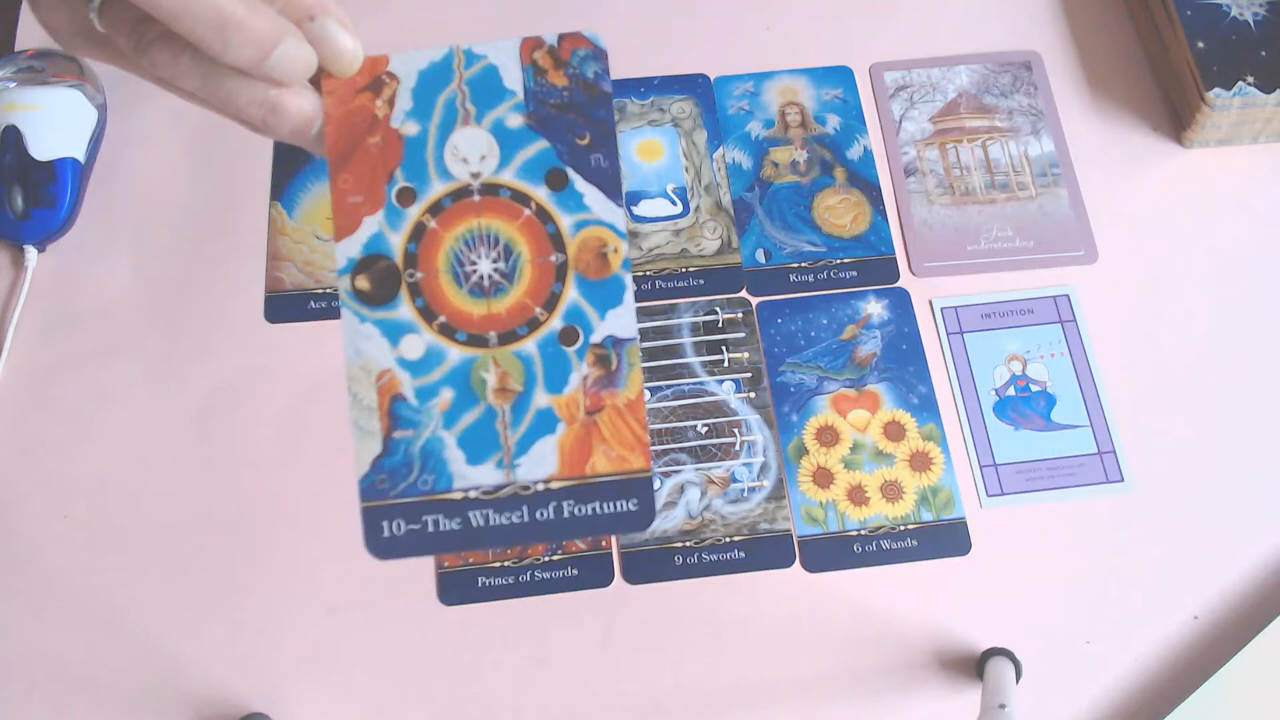 Ace o
of Pentacles
King of Cups
understanding
INTUITION
10~The Wheel of Fortune
Prince of Swords
9 of Swords
6 of Wands